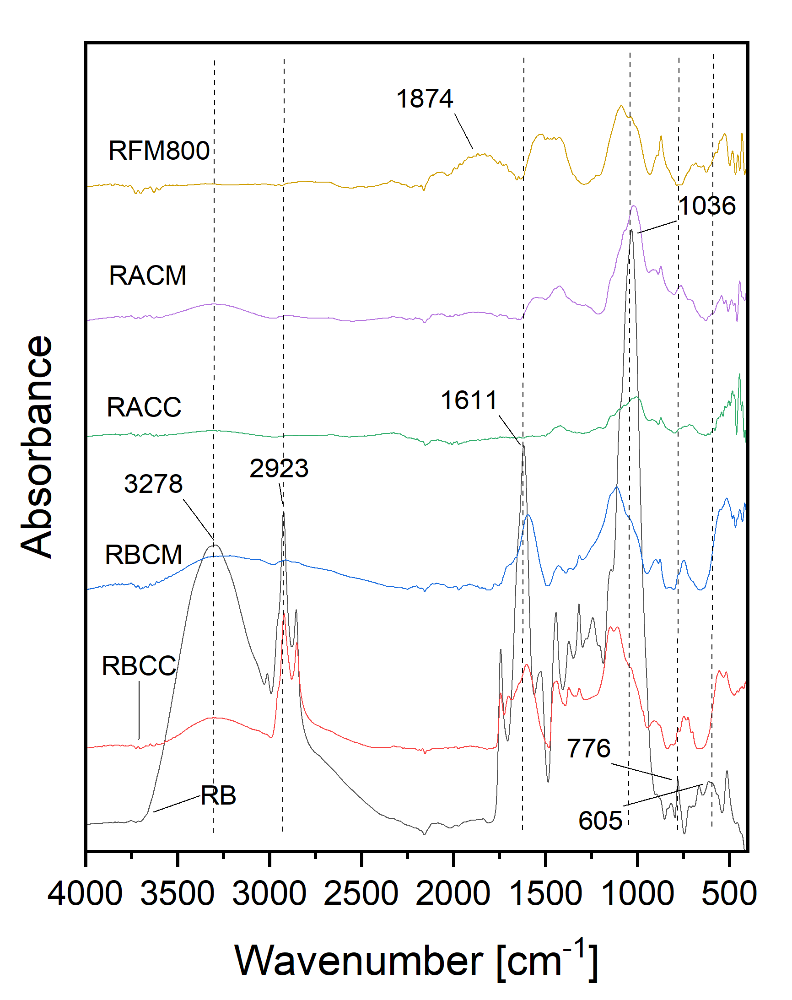 1874
RFM800
1036
RACM
1611
RACC
2923
3278
RBCM
RBCC
776
RB
605
Absorbance
4000 3500 3000 2500 2000 1500 1000 500
Wavenumber [cm⁻¹]